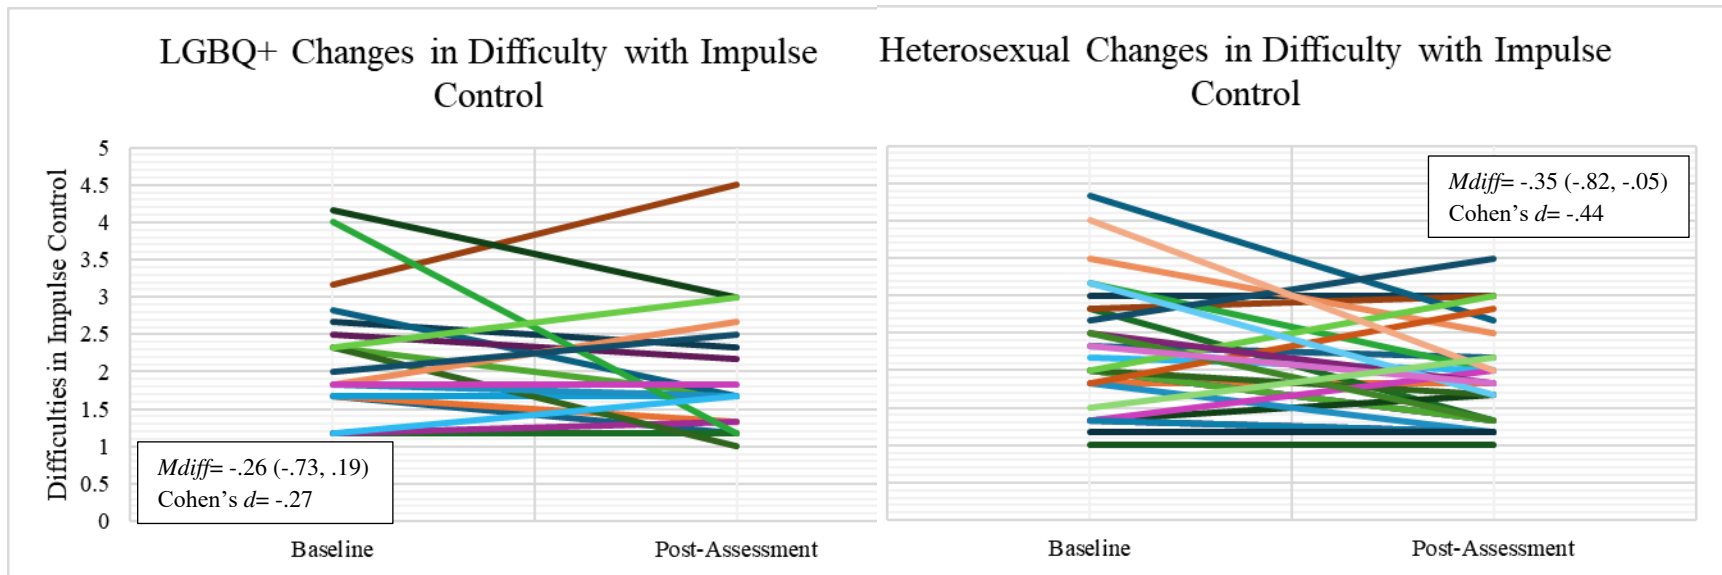 LGBQ+ Changes in Difficulty with Impulse
Control
Difficulties in Impulse Control
5
4.5
4
3.5
3
2.5
2
1.5
1
0.5
0
Mdiff= -.26 (-.73, .19)
Cohen's d= -.27
Baseline
Post-Assessment
Heterosexual Changes in Difficulty with Impulse
Control
Mdiff= -.35 (-.82, -.05)
Cohen's d= -.44
Baseline
Post-Assessment